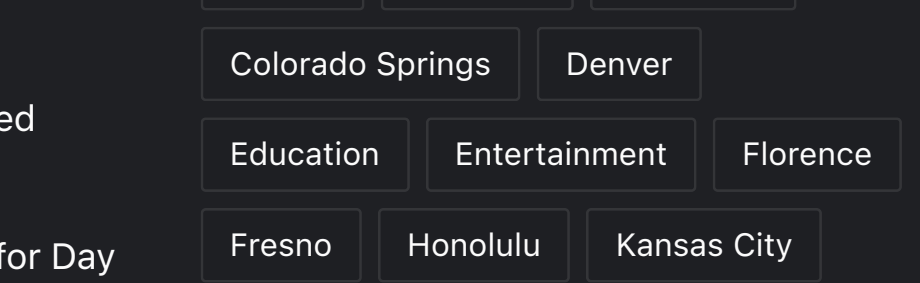 Colorado Springs
Denver
ed
Education
Entertainment
Florence
for Day
Fresno
Honolulu
Kansas City